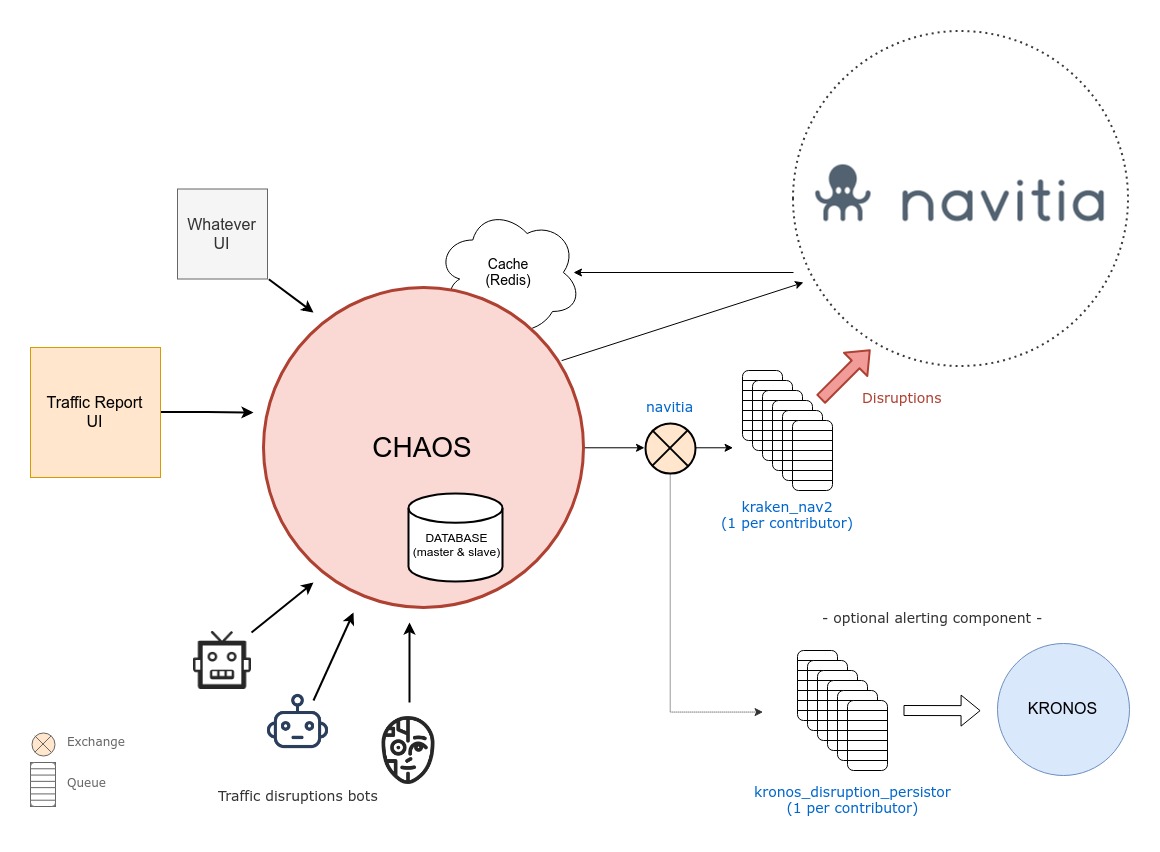 navitia
Whatever
UI
Cache
(Redis)
Traffic Report
UI
Disruptions
navitia
CHAOS
kraken_nav2
(1 per contributor)
DATABASE
(master & slave)
- optional alerting component -
KRONOS
Exchange
Queue
Traffic disruptions bots
kronos_disruption_persistor
(1 per contributor)